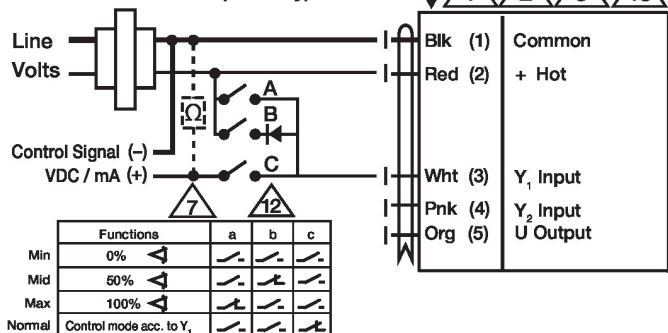 Line
Volts
Blk (1) Common
Red (2) + Hot
A
Ω
B
Control Signal (–)
VDC / mA (+)
C
Wht (3) Y1 Input
Pnk (4) Y2 Input
Org (5) U Output
7
12
Functions a b c
Min 0%
Mid 50%
Max 100%
Normal Control mode acc. to Y1